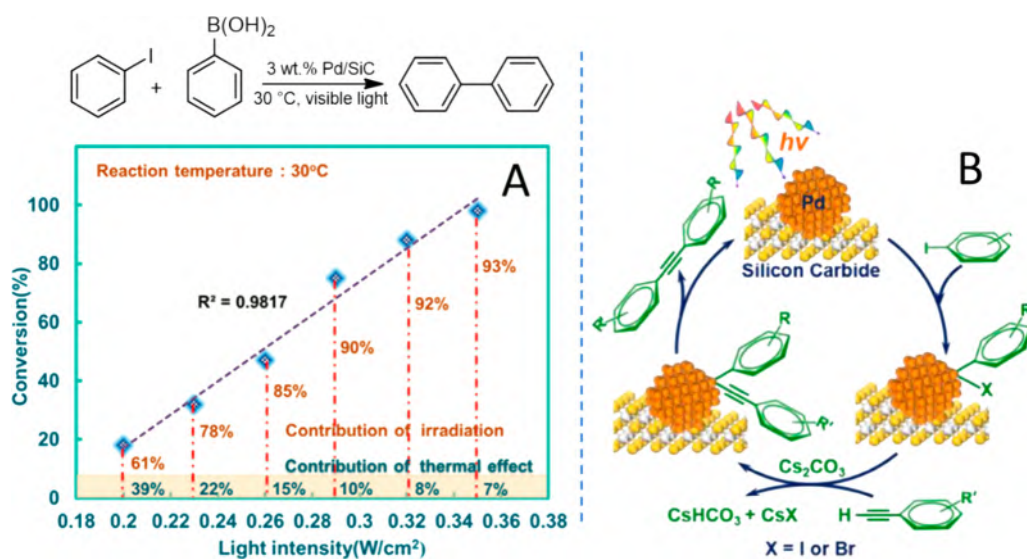 B(OH)2
I
+
3 wt.% Pd/SiC
30 °C, visible light
A
Reaction temperature : 30°C
100
80
60
40
20
0
Conversion(%)
R² = 0.9817
61%
78%
85%
90%
92%
93%
Contribution of irradiation
Contribution of thermal effect
39%
22%
15%
10%
8%
7%
0.18
0.2
0.22
0.24
0.26
0.28
0.3
0.32
0.34
0.36
0.38
Light intensity(W/cm²)
B
hν
Pd
Silicon Carbide
R
R
I
R
X
R
R'
Cs2CO3
CsHCO3 + CsX
H
R'
X = I or Br